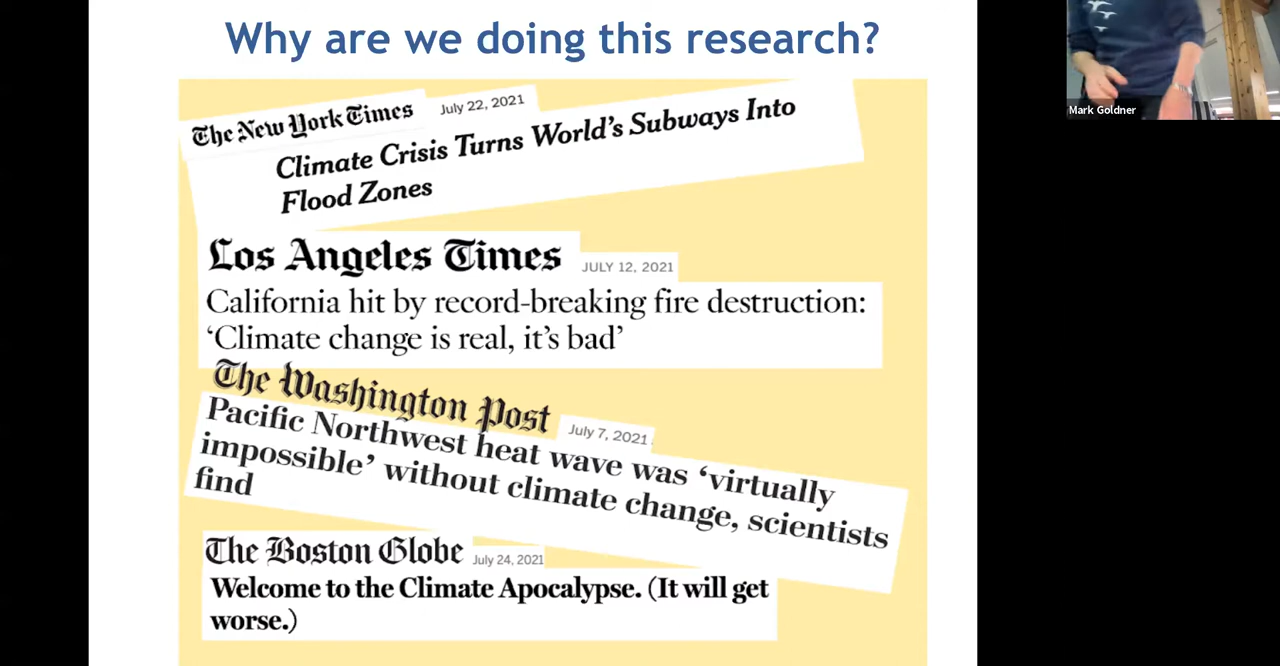 Why are we doing this research?
The New York Times July 22, 2021
Climate Crisis Turns World's Subways Into
Flood Zones
Los Angeles Times JULY 12, 2021
California hit by record-breaking fire destruction:
‘Climate change is real, it's bad’
The Washington Post July 7, 2021
Pacific Northwest heat wave was ‘virtually
impossible’ without climate change, scientists
find
The Boston Globe July 24, 2021
Welcome to the Climate Apocalypse. (It will get
worse.)
Mark Goldner